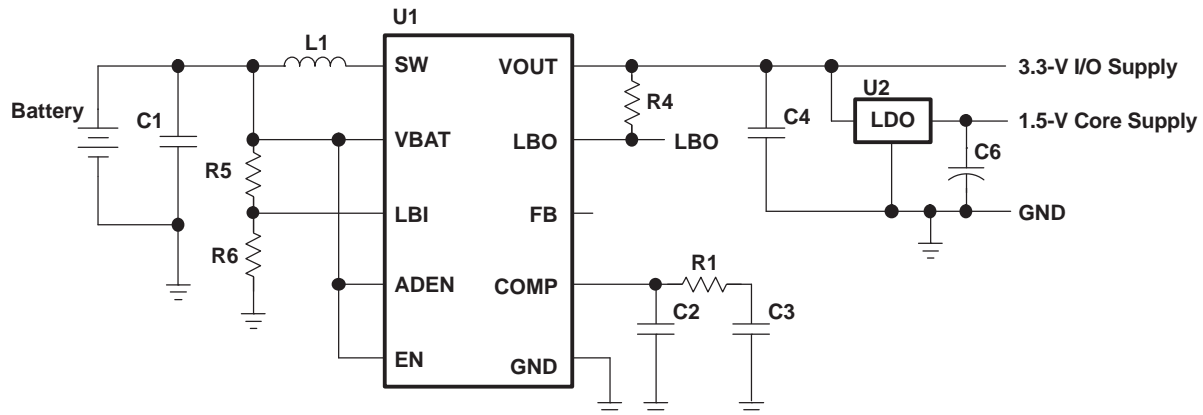 U1
L1
SW
VOUT
3.3-V I/O Supply
U2
R4
Battery
C1
C4
LDO
1.5-V Core Supply
VBAT
LBO
LBO
C6
R5
LBI
FB
GND
R6
R1
ADEN
COMP
C2
C3
EN
GND